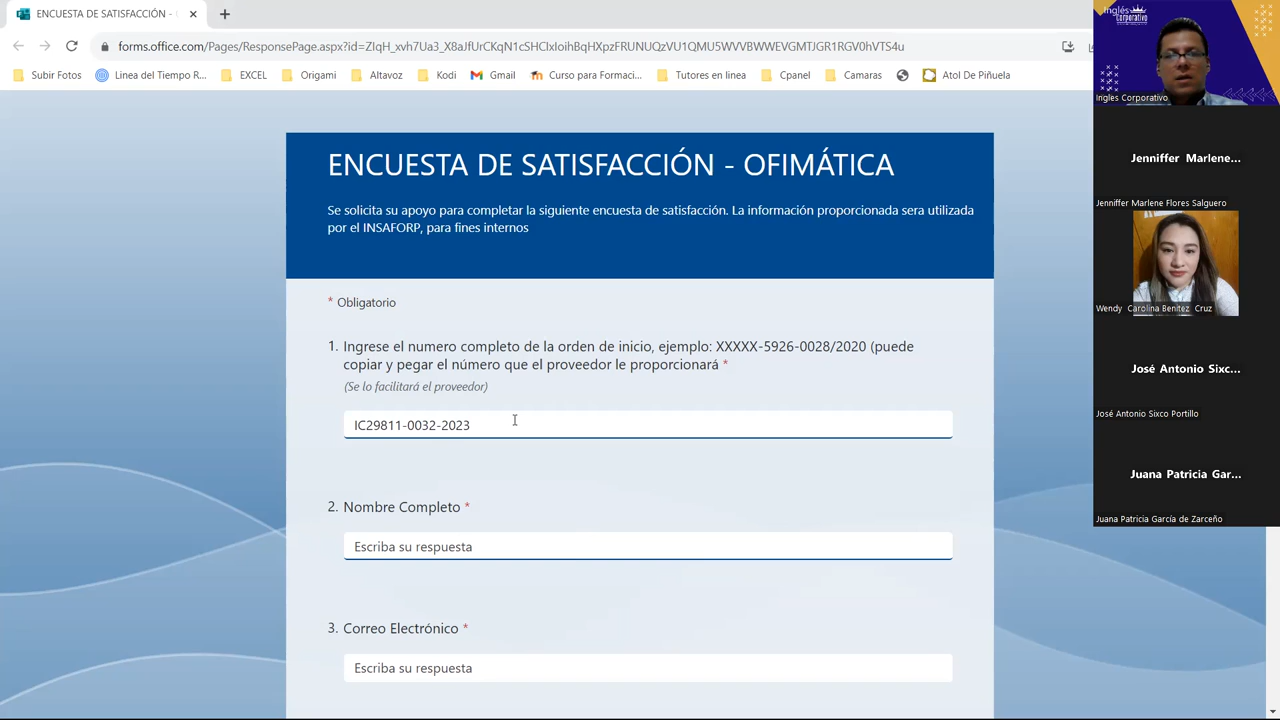 ENCUESTA DE SATISFACCIÓN - (
forms.office.com/Pages/ResponsePage.aspx?id=ZIqH_xvh7Ua3_X8aJfUrCKqN1cSHCIxIoihBqHXpzFRUNUQzVU1QMU5WVVBWWEVGMTJGR1RGV0hVTS4u
Subir Fotos
Linea del Tiempo R...
EXCEL
Origami
Altavoz
Kodi
Gmail
Curso para Formaci...
Tutores en linea
Cpanel
Camaras
Atol De Piñuela
ENCUESTA DE SATISFACCIÓN - OFIMÁTICA
Se solicita su apoyo para completar la siguiente encuesta de satisfacción. La información proporcionada sera utilizada
por el INSAFORP, para fines internos
* Obligatorio
1. Ingrese el numero completo de la orden de inicio, ejemplo: XXXXX-5926-0028/2020 (puede
copiar y pegar el número que el proveedor le proporcionará *
(Se lo facilitará el proveedor)
IC29811-0032-2023
2. Nombre Completo *
Escriba su respuesta
3. Correo Electrónico *
Escriba su respuesta
Inglés
Corporativo
Ingles Corporativo
Jenniffer Marlene...
Jenniffer Marlene Flores Salguero
Wendy Carolina Benitez Cruz
José Antonio Sixc...
José Antonio Sixco Portillo
Juana Patricia Gar...
Juana Patricia García de Zarceño